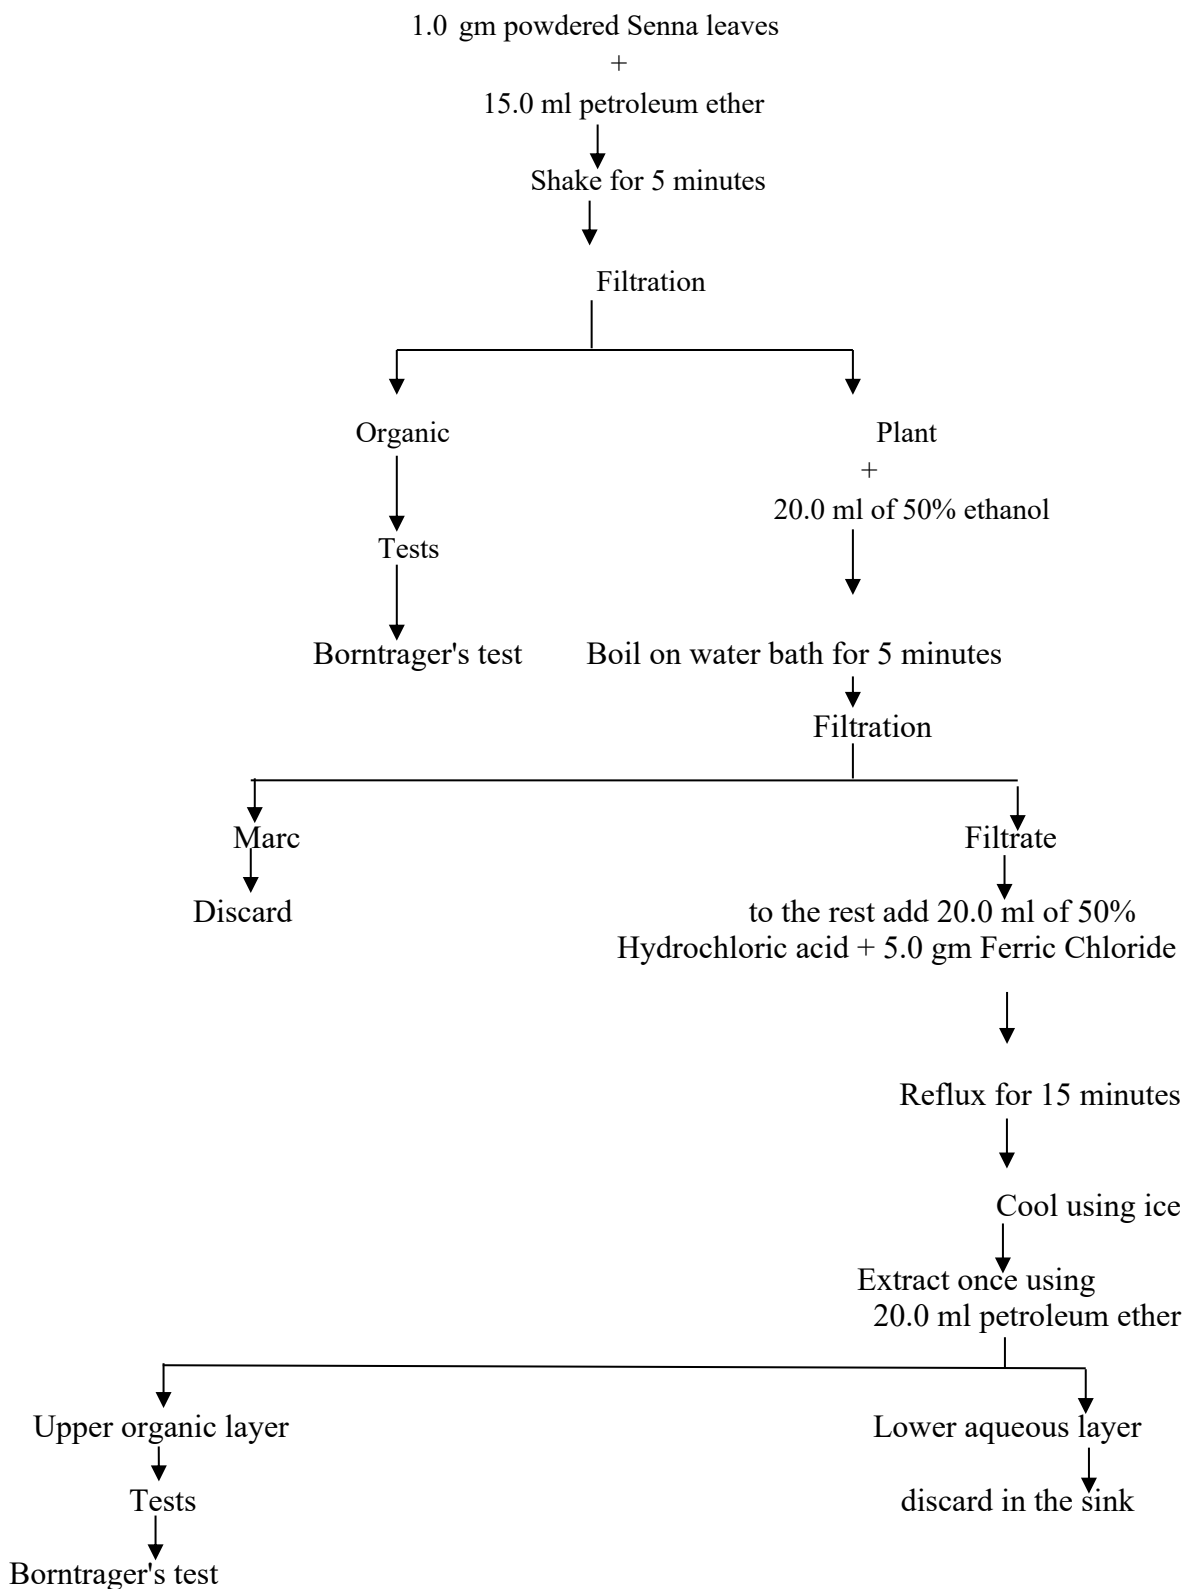 1.0 gm powdered Senna leaves
+
15.0 ml petroleum ether
Shake for 5 minutes
Filtration
Organic
Plant
+
20.0 ml of 50% ethanol
Tests
Borntrager's test
Boil on water bath for 5 minutes
Filtration
Marc
Filtrate
Discard
to the rest add 20.0 ml of 50%
Hydrochloric acid + 5.0 gm Ferric Chloride
Reflux for 15 minutes
Cool using ice
Extract once using
20.0 ml petroleum ether
Upper organic layer
Lower aqueous layer
Tests
discard in the sink
Borntrager's test